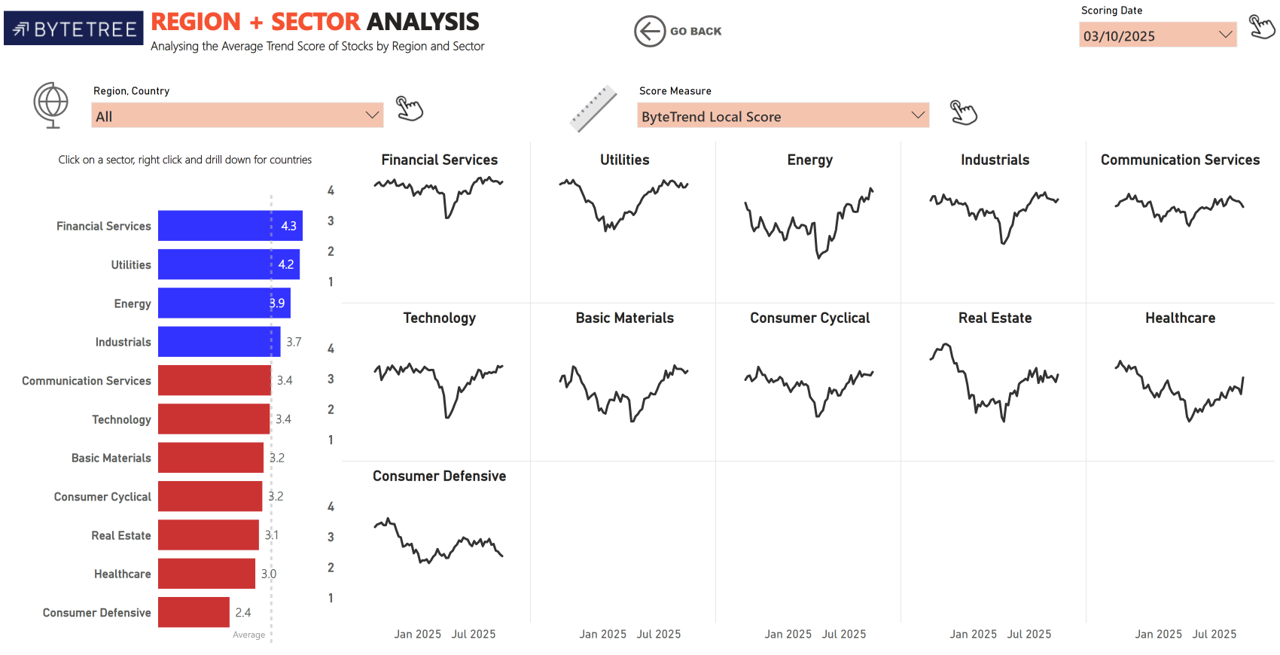 BYTETREE
REGION + SECTOR ANALYSIS
Analysing the Average Trend Score of Stocks by Region and Sector
GO BACK
Scoring Date
03/10/2025
Region, Country
All
Score Measure
ByteTrend Local Score
Click on a sector, right click and drill down for countries
Financial Services 4.3
Utilities 4.2
Energy 3.9
Industrials 3.7
Communication Services 3.4
Technology 3.4
Basic Materials 3.2
Consumer Cyclical 3.2
Real Estate 3.1
Healthcare 3.0
Consumer Defensive 2.4
Average
Financial Services Utilities Energy Industrials Communication Services
4
3
2
1
Technology Basic Materials Consumer Cyclical Real Estate Healthcare
4
3
2
1
Consumer Defensive
4
3
2
1
Jan 2025 Jul 2025 Jan 2025 Jul 2025 Jan 2025 Jul 2025 Jan 2025 Jul 2025 Jan 2025 Jul 2025